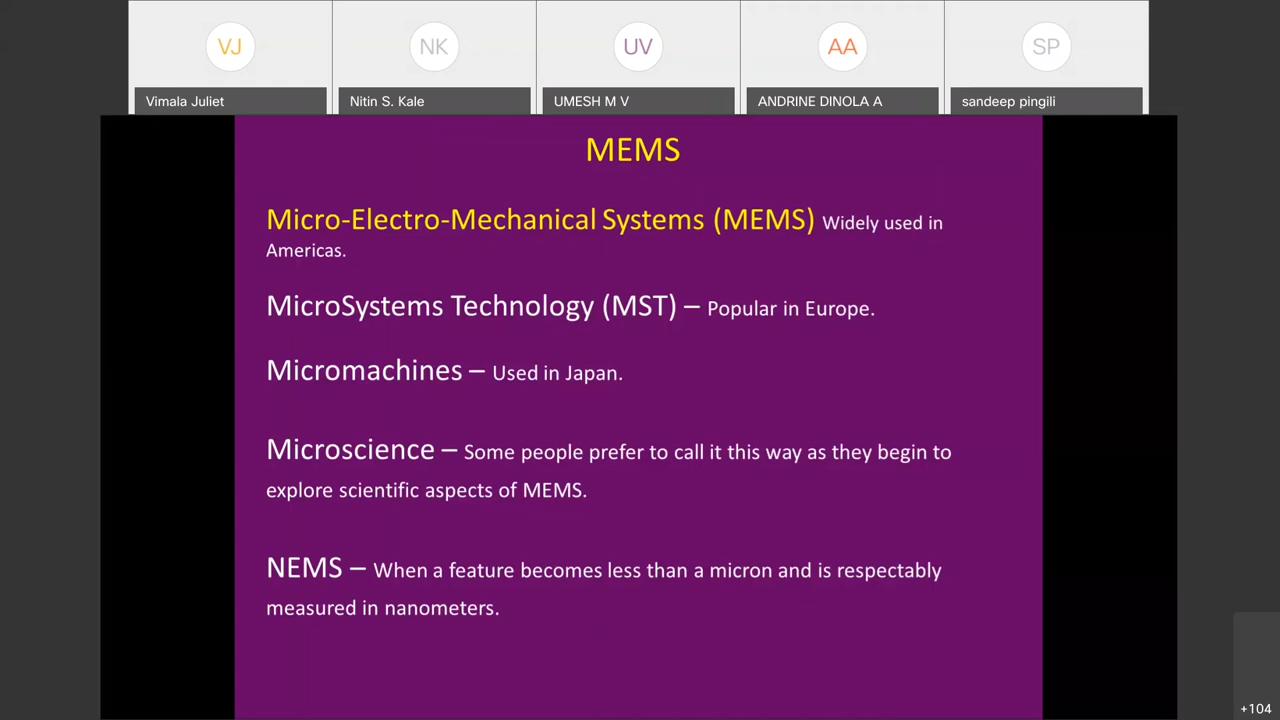 VJ
NK
UV
AA
SP
Vimala Juliet
Nitin S. Kale
UMESH M V
ANDRINE DINOLA A
sandeep pingili
MEMS
Micro-Electro-Mechanical Systems (MEMS) Widely used in
Americas.
MicroSystems Technology (MST) – Popular in Europe.
Micromachines – Used in Japan.
Microscience – Some people prefer to call it this way as they begin to
explore scientific aspects of MEMS.
NEMS – When a feature becomes less than a micron and is respectably
measured in nanometers.
+104